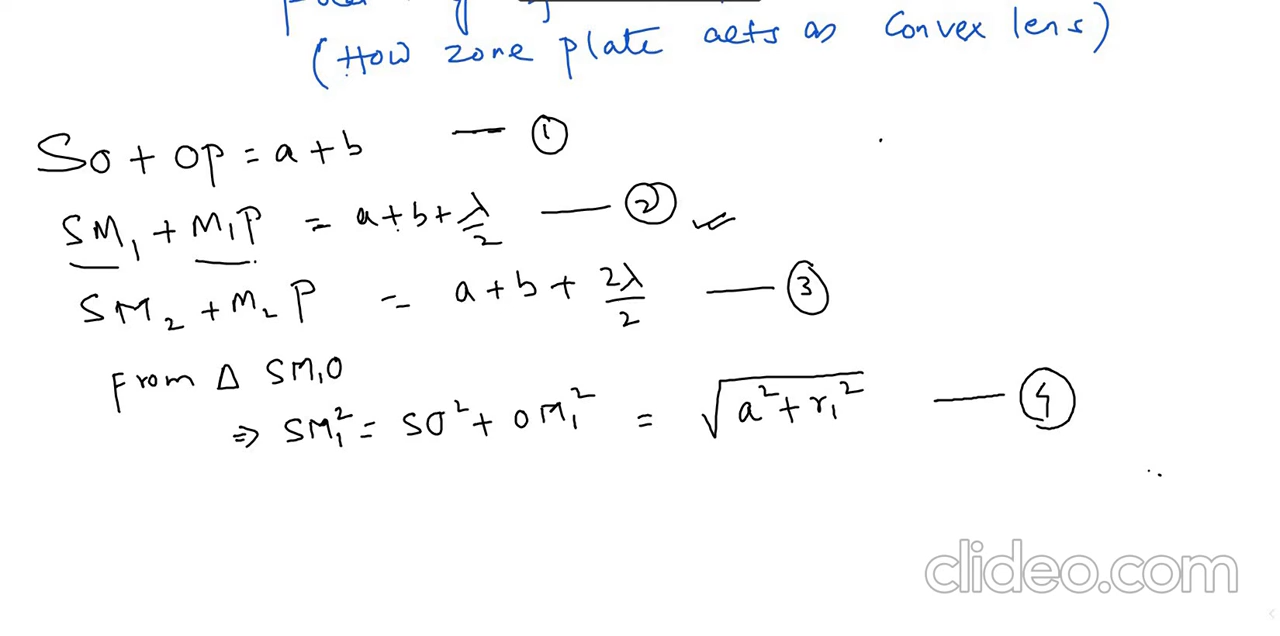 (How zone plate acts as Convex lens)
SO + OP = a + b — ①
SM₁ + M₁P = a + b + λ/2 — ②
SM₂ + M₂P = a + b + 2λ/2 — ③
From Δ SM₁O
⇒ SM₁² = SO² + OM₁² = √(a² + r₁²) — ④
clideo.com